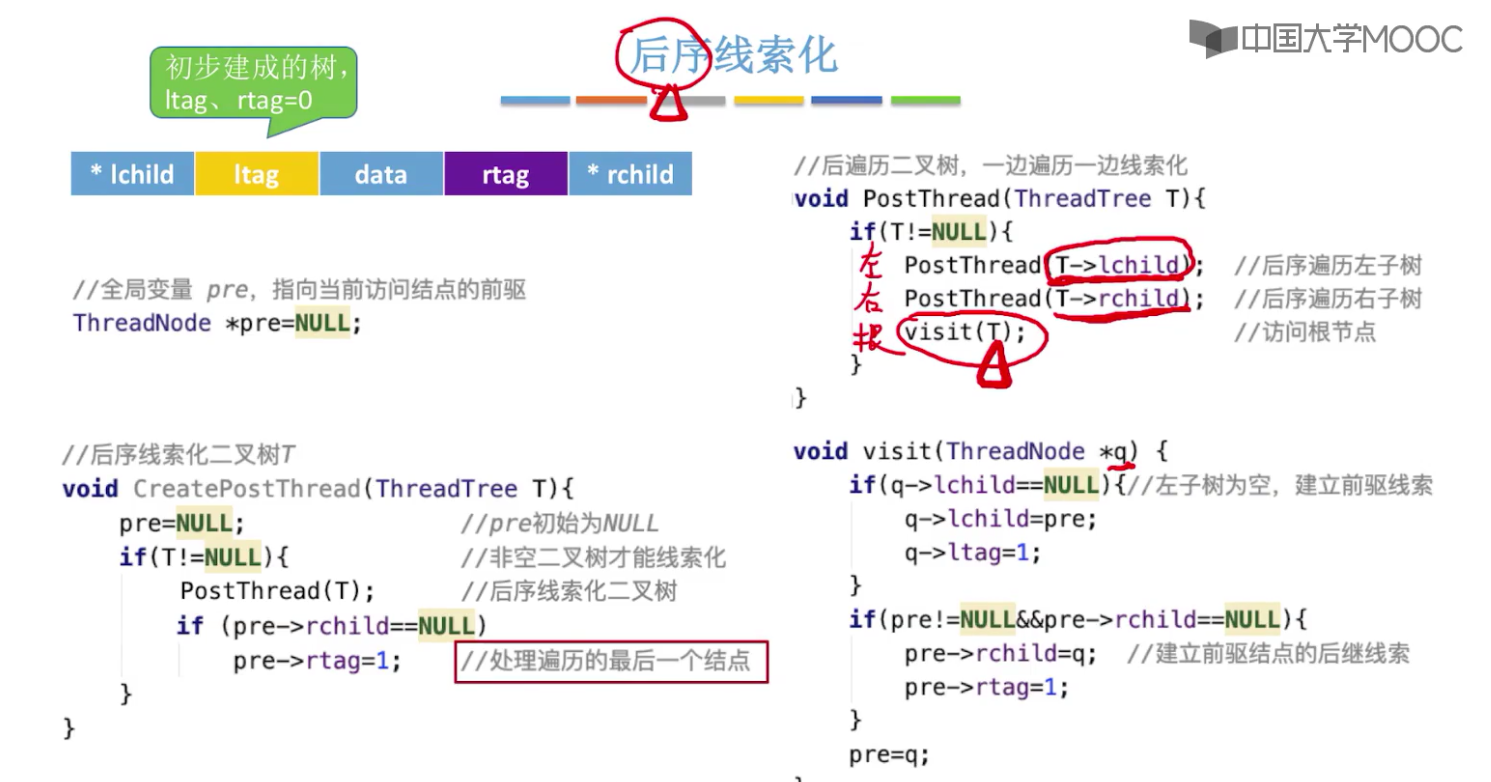 后序线索化
中国大学MOOC
初步建成的树，
ltag、rtag=0
* lchild ltag data rtag * rchild
//全局变量 pre，指向当前访问结点的前驱
ThreadNode *pre=NULL;
//后序线索化二叉树T
void CreatePostThread(ThreadTree T){
pre=NULL; //pre初始为NULL
if(T!=NULL){ //非空二叉树才能线索化
PostThread(T); //后序线索化二叉树
if (pre->rchild==NULL)
pre->rtag=1; //处理遍历的最后一个结点
}
}
//后遍历二叉树，一边遍历一边线索化
void PostThread(ThreadTree T){
if(T!=NULL){
左 PostThread(T->lchild); //后序遍历左子树
右 PostThread(T->rchild); //后序遍历右子树
根 visit(T); //访问根节点
}
}
void visit(ThreadNode *q) {
if(q->lchild==NULL){//左子树为空，建立前驱线索
q->lchild=pre;
q->ltag=1;
}
if(pre!=NULL&&pre->rchild==NULL){
pre->rchild=q; //建立前驱结点的后继线索
pre->rtag=1;
}
pre=q;
}